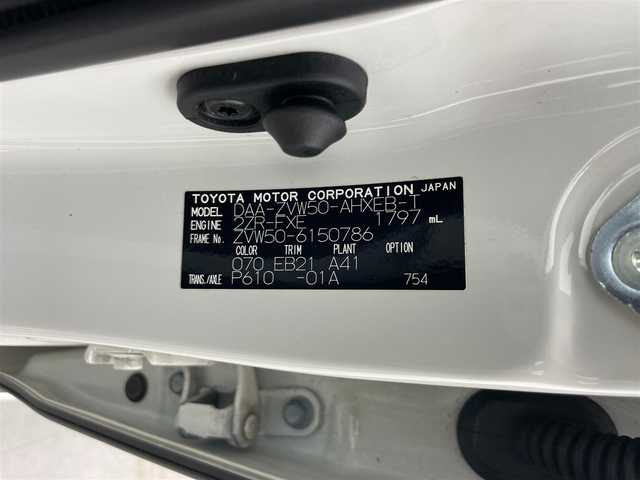 TOYOTA MOTOR CORPORATION JAPAN
MODEL DAA-ZVW50-AHXEB-T
ENGINE 2ZR-FXE 1797 mL
FRAME No. ZVW50-6150786
COLOR TRIM PLANT OPTION
070 EB21 A41
TRANS./AXLE P610 -01A 754